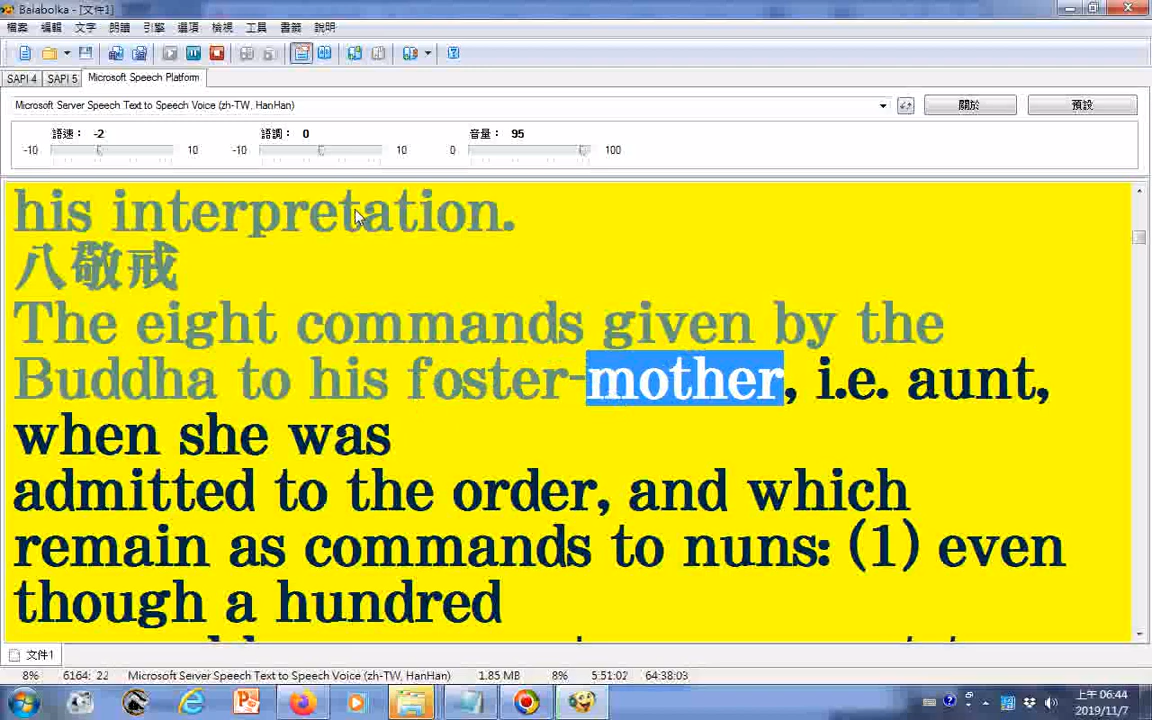 Balabolka - [文件1]
檔案 編輯 文字 朗讀 引擎 選項 檢視 工具 書籤 說明
SAPI 4 SAPI 5 Microsoft Speech Platform
Microsoft Server Speech Text to Speech Voice (zh-TW, HanHan) 關於 預設
語速： -2 語調： 0 音量： 95
-10 10 -10 10 0 100
his interpretation.
八敬戒
The eight commands given by the
Buddha to his foster-mother, i.e. aunt,
when she was
admitted to the order, and which
remain as commands to nuns: (1) even
though a hundred
文件1
8% 6164: 22 Microsoft Server Speech Text to Speech Voice (zh-TW, HanHan) 1.85 MB 8% 5:51:02 64:38:03
上午 06:44
2019/11/7